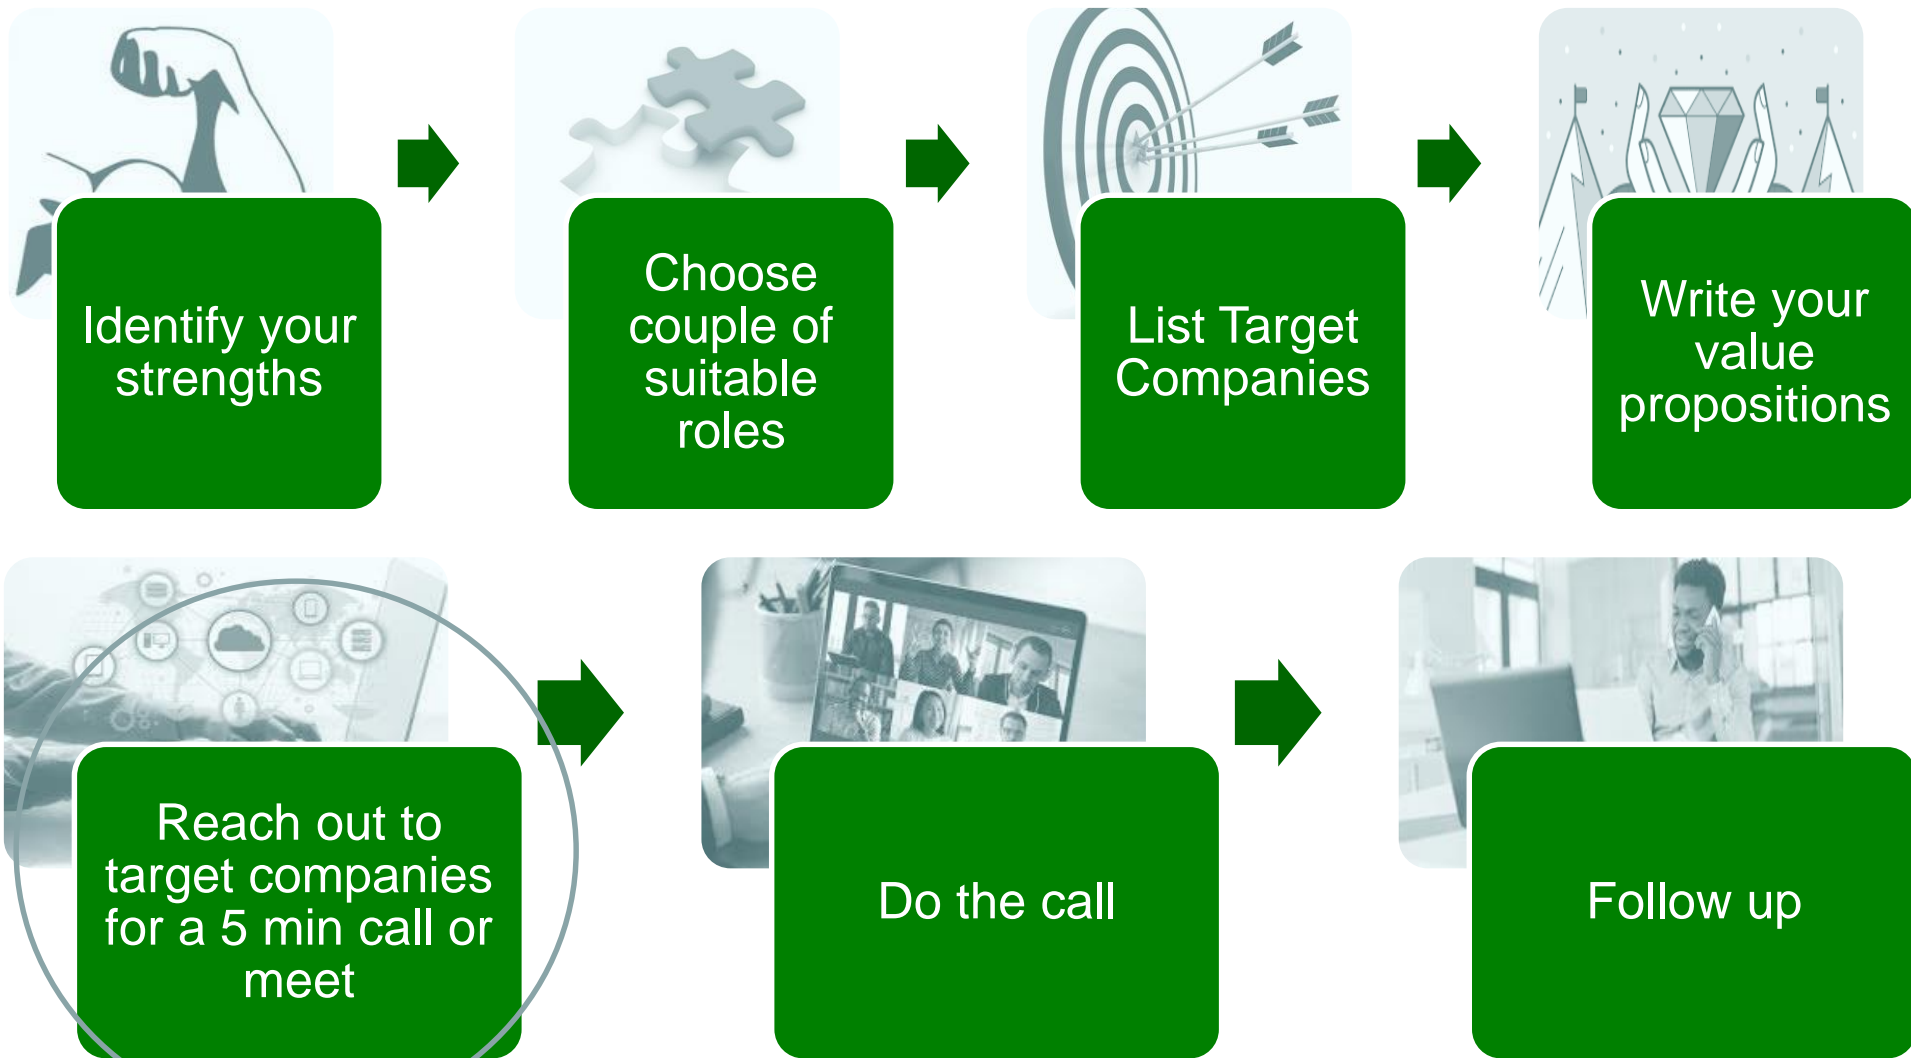 Identify your
strengths
Choose
couple of
suitable
roles
List Target
Companies
Write your
value
propositions
Reach out to
target companies
for a 5 min call or
meet
Do the call
Follow up